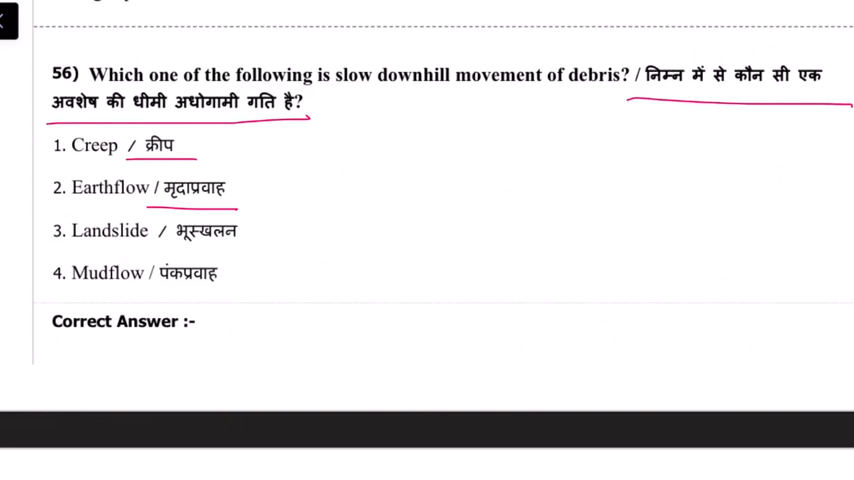 56) Which one of the following is slow downhill movement of debris? / निम्न में से कौन सी एक
अवशेष की धीमी अधोगामी गति है?
1. Creep / क्रीप
2. Earthflow / मृदाप्रवाह
3. Landslide / भूस्खलन
4. Mudflow / पंकप्रवाह
Correct Answer :-